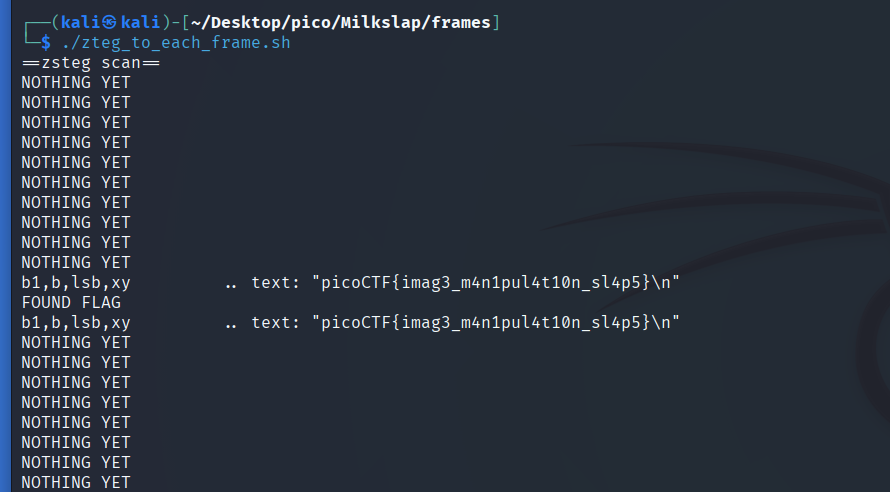 ┌──(kali㉿kali)-[~/Desktop/pico/Milkslap/frames]
└─$ ./zteg_to_each_frame.sh
==zsteg scan==
NOTHING YET
NOTHING YET
NOTHING YET
NOTHING YET
NOTHING YET
NOTHING YET
NOTHING YET
NOTHING YET
NOTHING YET
NOTHING YET
b1,b,lsb,xy         .. text: "picoCTF{imag3_m4n1pul4t10n_sl4p5}\n"
FOUND FLAG
b1,b,lsb,xy         .. text: "picoCTF{imag3_m4n1pul4t10n_sl4p5}\n"
NOTHING YET
NOTHING YET
NOTHING YET
NOTHING YET
NOTHING YET
NOTHING YET
NOTHING YET
NOTHING YET